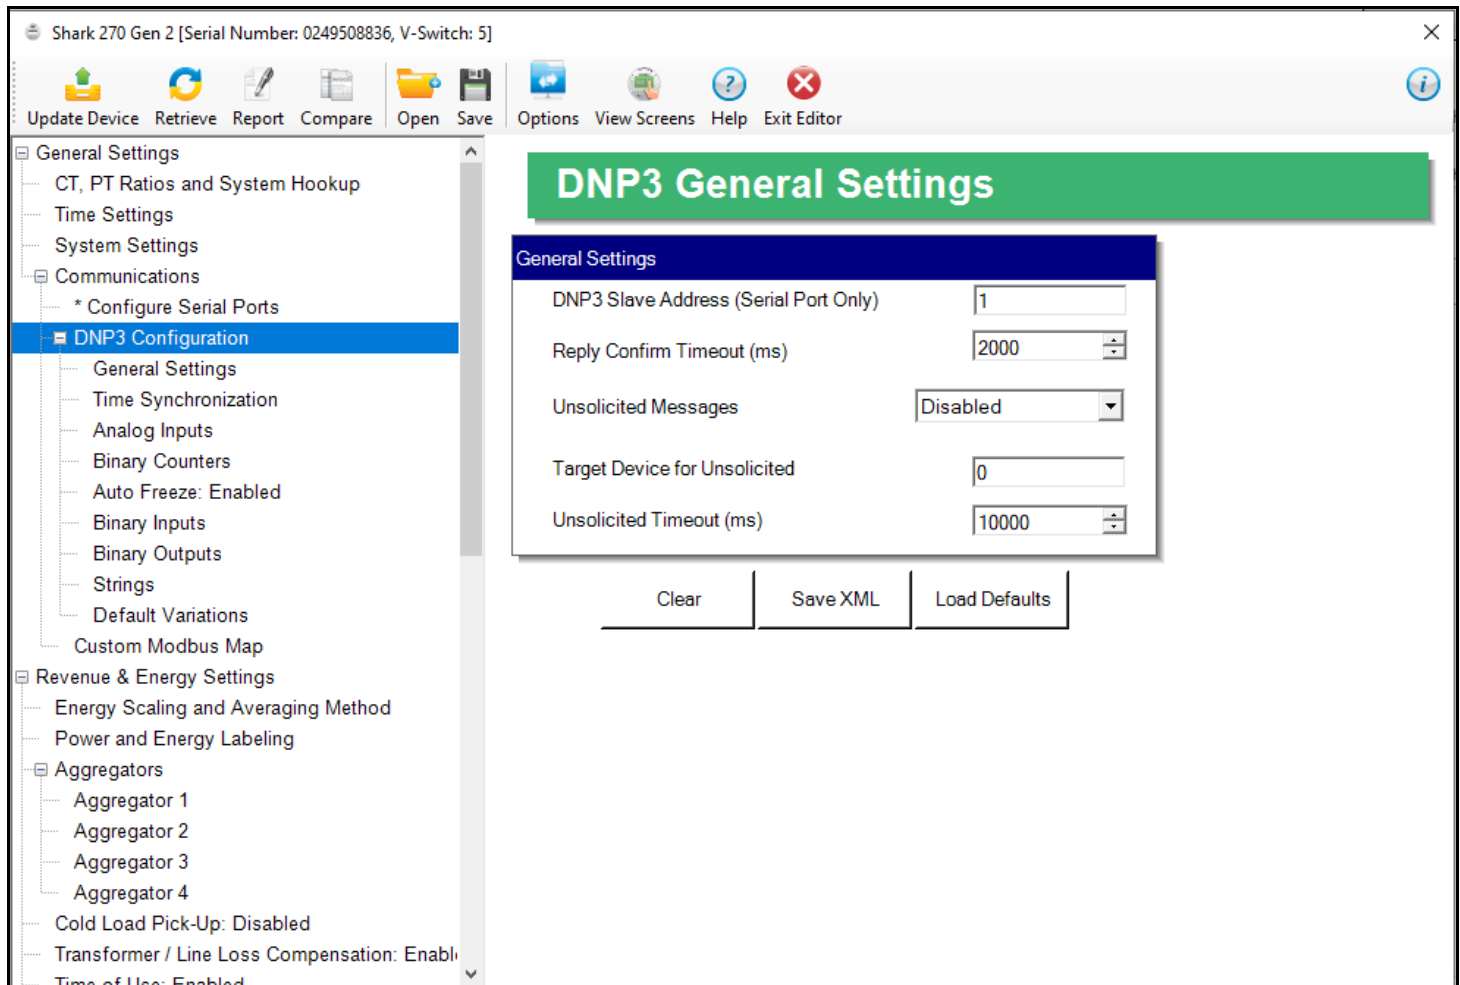 Shark 270 Gen 2 [Serial Number: 0249508836, V-Switch: 5]
Update Device Retrieve Report Compare Open Save Options View Screens Help Exit Editor
General Settings
CT, PT Ratios and System Hookup
Time Settings
System Settings
Communications
* Configure Serial Ports
DNP3 Configuration
General Settings
Time Synchronization
Analog Inputs
Binary Counters
Auto Freeze: Enabled
Binary Inputs
Binary Outputs
Strings
Default Variations
Custom Modbus Map
Revenue & Energy Settings
Energy Scaling and Averaging Method
Power and Energy Labeling
Aggregators
Aggregator 1
Aggregator 2
Aggregator 3
Aggregator 4
Cold Load Pick-Up: Disabled
Transformer / Line Loss Compensation: Enabl
Time of Use: Enabled
DNP3 General Settings
General Settings
DNP3 Slave Address (Serial Port Only) 1
Reply Confirm Timeout (ms) 2000
Unsolicited Messages Disabled
Target Device for Unsolicited 0
Unsolicited Timeout (ms) 10000
Clear Save XML Load Defaults